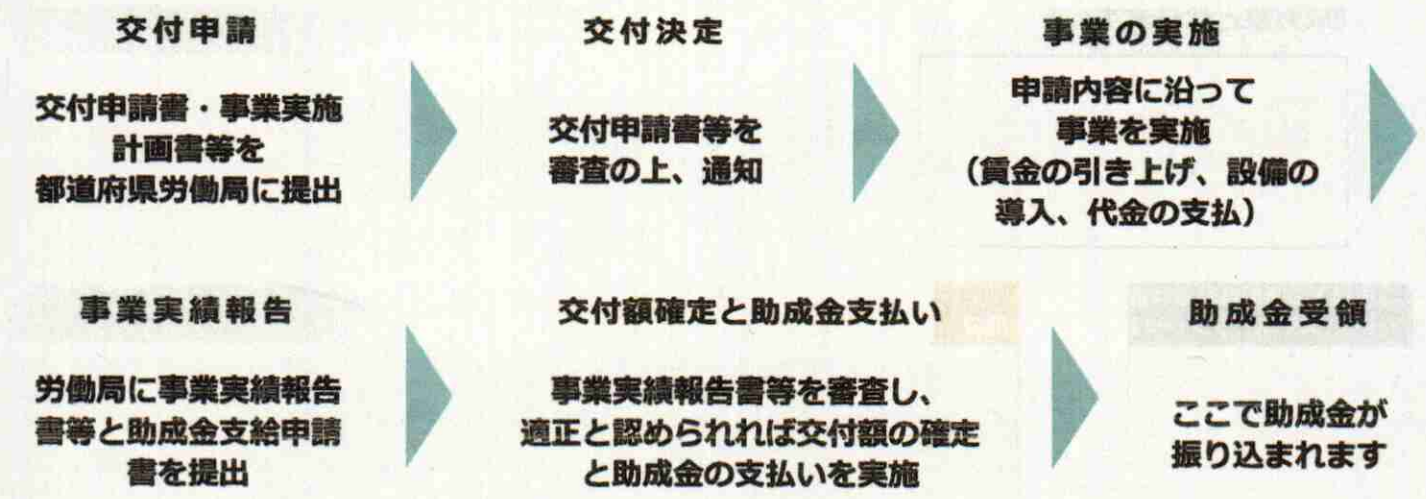 交付申請
交付申請書・事業実施
計画書等を
都道府県労働局に提出
交付決定
交付申請書等を
審査の上、通知
事業の実施
申請内容に沿って
事業を実施
（賃金の引き上げ、設備の
導入、代金の支払）
事業実績報告
労働局に事業実績報告
書等と助成金支給申請
書を提出
交付額確定と助成金支払い
事業実績報告書等を審査し、
適正と認められれば交付額の確定
と助成金の支払いを実施
助成金受領
ここで助成金が
振り込まれます